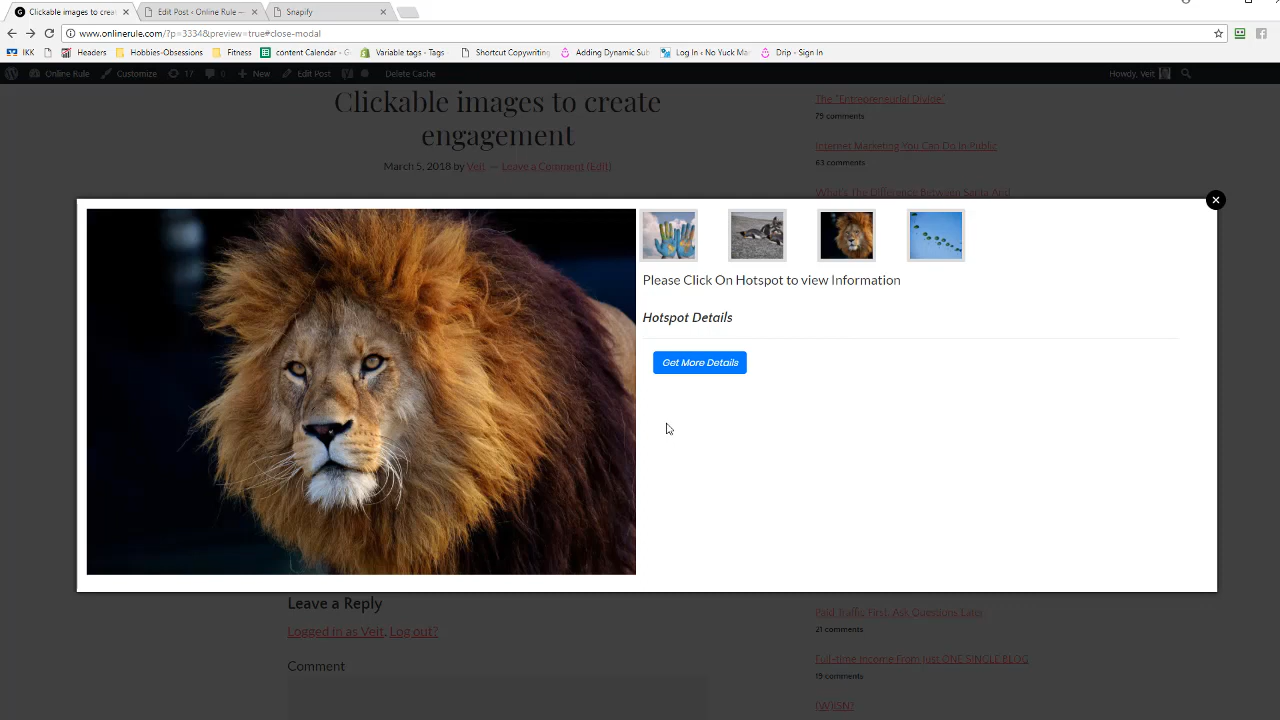 Clickable images to crea
Edit Post ‹ Online Rule —
Snapify
www.onlinerule.com/?p=3334&preview=true#close-modal
IKK
Headers
Hobbies-Obsessions
Fitness
content Calendar - G
Variable tags - Tags
Shortcut Copywriting
Adding Dynamic Sub
Log In ‹ No Yuck Ma
Drip - Sign In
Online Rule
Customize
17
0
New
Edit Post
Delete Cache
Howdy, Veit
Clickable images to create
engagement
March 5, 2018 by Veit — Leave a Comment (Edit)
The "Entrepreneurial Divide"
79 comments
Internet Marketing You Can Do In Public
63 comments
What's The Difference Between Santa And
Please Click On Hotspot to view Information
Hotspot Details
Get More Details
Leave a Reply
Logged in as Veit. Log out?
Comment
Paid Traffic First, Ask Questions Later
21 comments
Full-time Income From Just ONE SINGLE BLOG
19 comments
[WIGN?